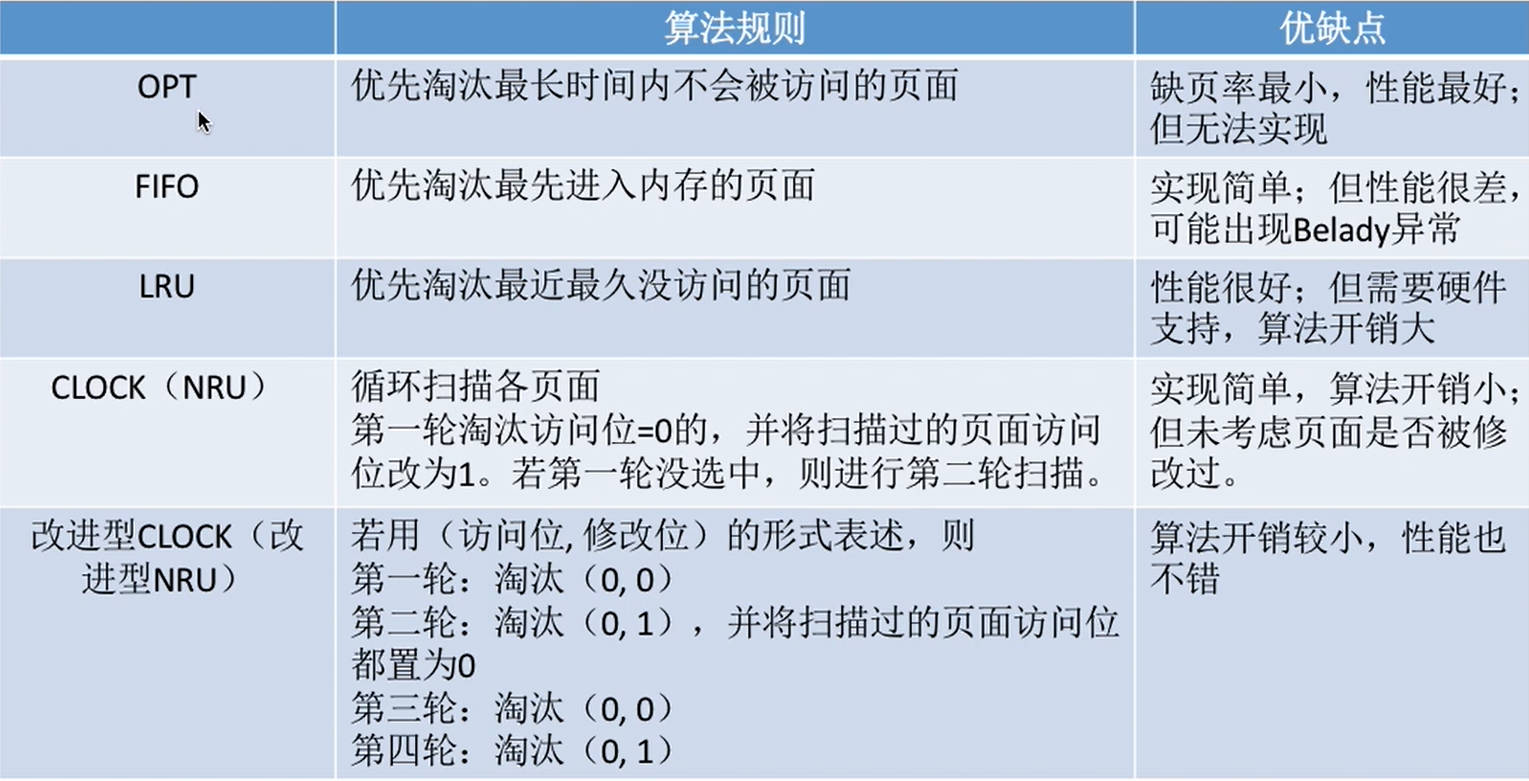 算法规则
优缺点
OPT
优先淘汰最长时间内不会被访问的页面
缺页率最小，性能最好；
但无法实现
FIFO
优先淘汰最先进入内存的页面
实现简单；但性能很差，
可能出现Belady异常
LRU
优先淘汰最近最久没访问的页面
性能很好；但需要硬件
支持，算法开销大
CLOCK（NRU）
循环扫描各页面
第一轮淘汰访问位=0的，并将扫描过的页面访问
位改为1。若第一轮没选中，则进行第二轮扫描。
实现简单，算法开销小；
但未考虑页面是否被修
改过。
改进型CLOCK（改
进型NRU）
若用（访问位, 修改位）的形式表述，则
第一轮：淘汰（0, 0）
第二轮：淘汰（0, 1），并将扫描过的页面访问位
都置为0
第三轮：淘汰（0, 0）
第四轮：淘汰（0, 1）
算法开销较小，性能也
不错